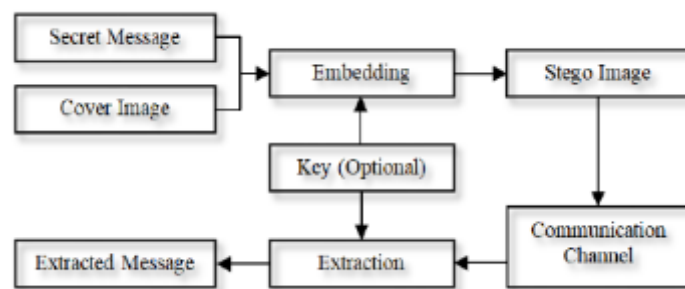 Secret Message
Embedding
Stego Image
Cover Image
Key (Optional)
Communication
Channel
Extracted Message
Extraction